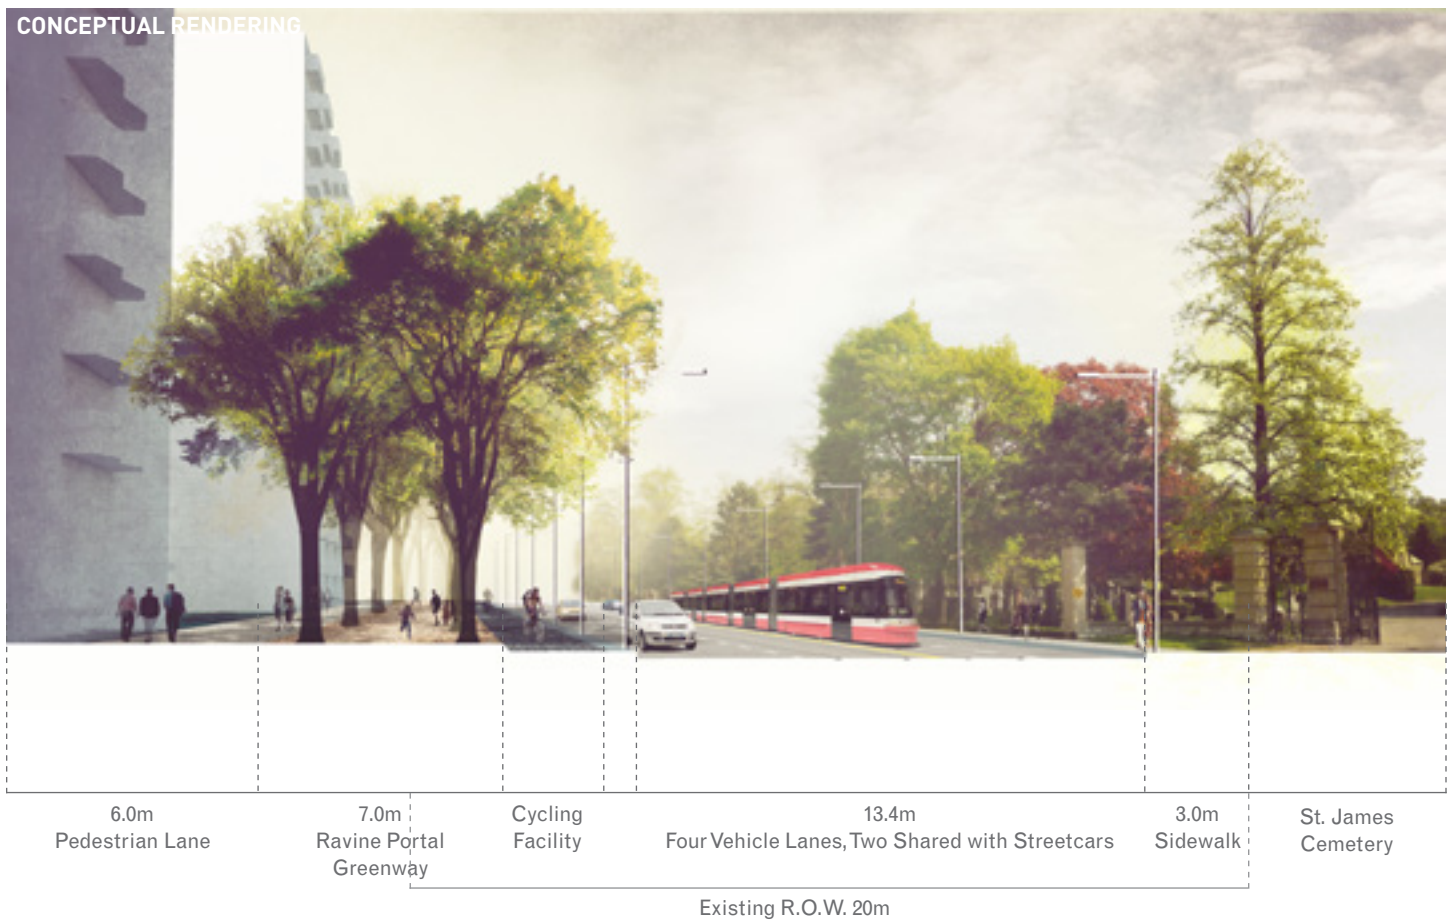 CONCEPTUAL RENDERING
6.0m
Pedestrian Lane
7.0m
Ravine Portal
Greenway
Cycling
Facility
13.4m
Four Vehicle Lanes, Two Shared with Streetcars
3.0m
Sidewalk
St. James
Cemetery
Existing R.O.W. 20m